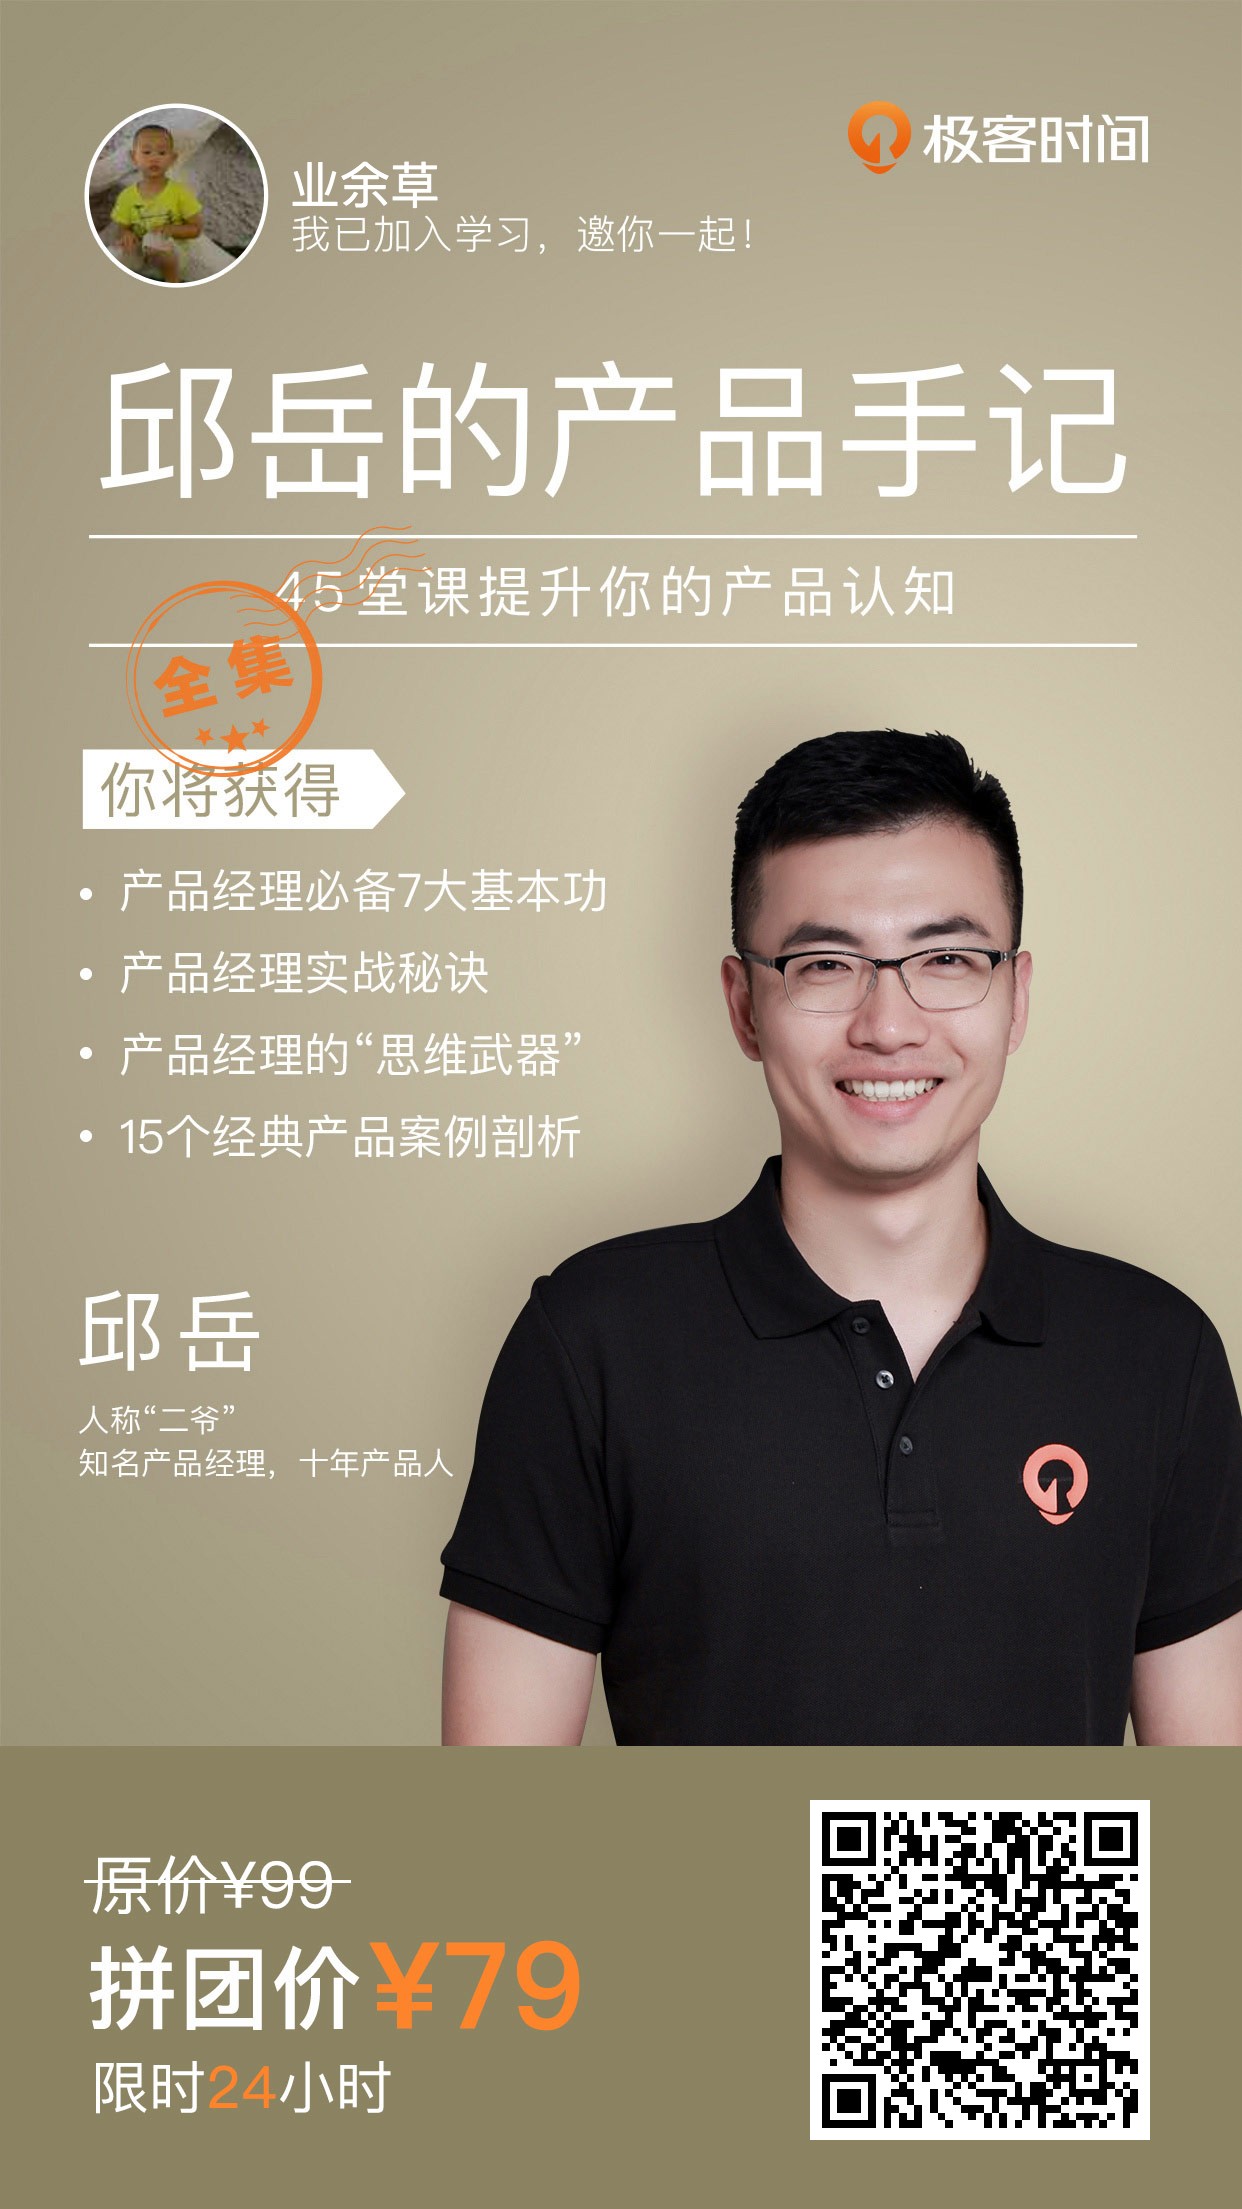 极客时间
业余草
我已加入学习，邀你一起！
邱岳的产品手记
45堂课提升你的产品认知
全集
你将获得
• 产品经理必备7大基本功
• 产品经理实战秘诀
• 产品经理的“思维武器”
• 15个经典产品案例剖析
邱岳
人称“二爷”
知名产品经理，十年产品人
原价¥99
拼团价¥79
限时24小时